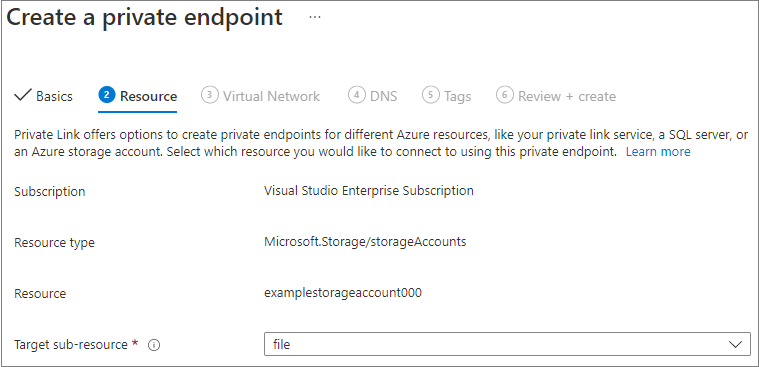 Create a private endpoint ...
Basics 2 Resource 3 Virtual Network 4 DNS 5 Tags 6 Review + create
Private Link offers options to create private endpoints for different Azure resources, like your private link service, a SQL server, or
an Azure storage account. Select which resource you would like to connect to using this private endpoint. Learn more
Subscription Visual Studio Enterprise Subscription
Resource type Microsoft.Storage/storageAccounts
Resource examplestorageaccount000
Target sub-resource * file